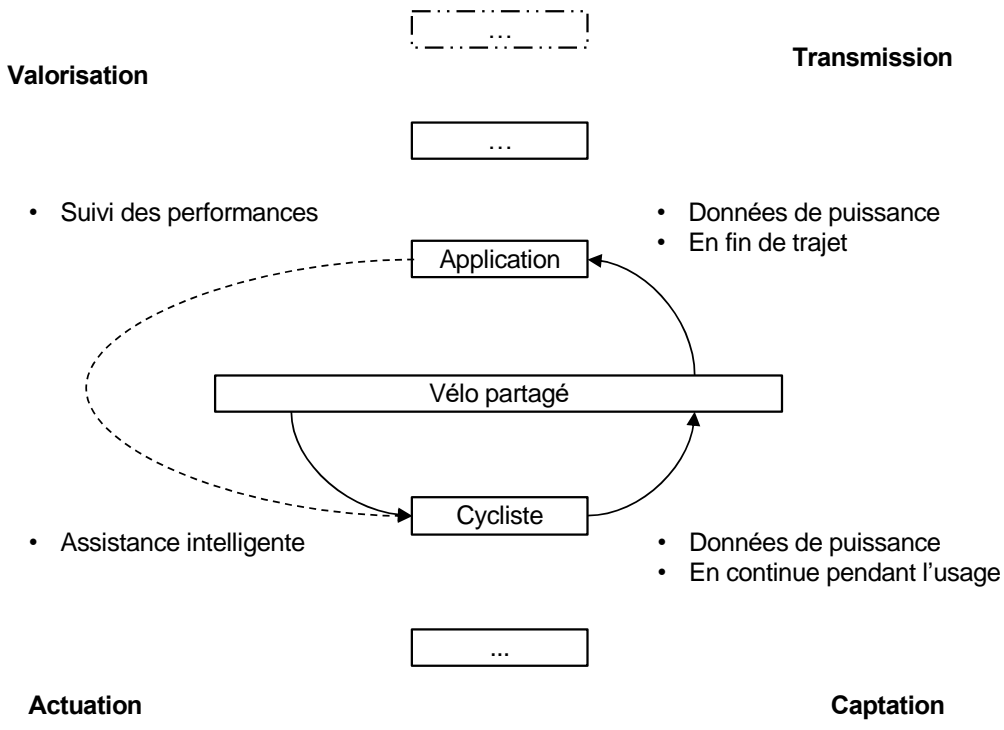 …
Valorisation
Transmission
…
• Suivi des performances
• Données de puissance
• En fin de trajet
Application
Vélo partagé
Cycliste
• Assistance intelligente
• Données de puissance
• En continue pendant l’usage
...
Actuation
Captation